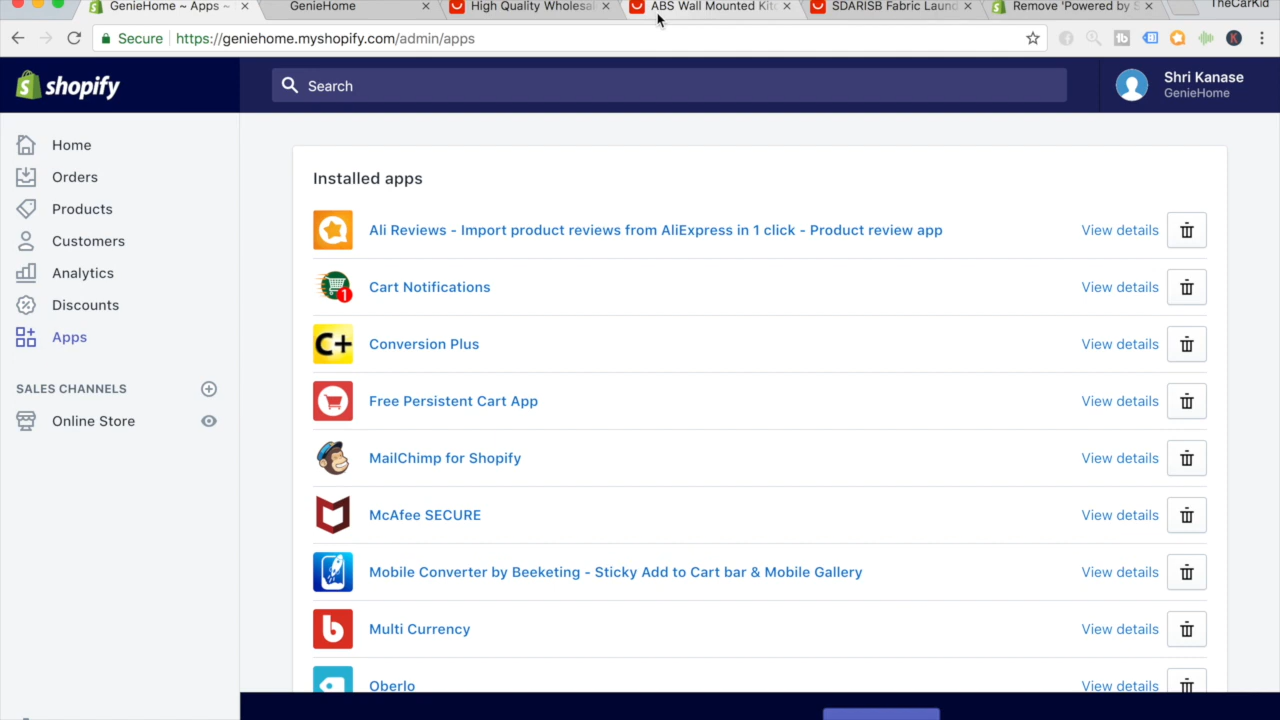 GenieHome ~ Apps ~
GenieHome
High Quality Wholesa
ABS Wall Mounted Kitc
SDARISB Fabric Laun
Remove 'Powered by S
TheCarKid
Secure
https://geniehome.myshopify.com/admin/apps
shopify
Search
Shri Kanase
GenieHome
Home
Orders
Products
Customers
Analytics
Discounts
Apps
SALES CHANNELS
Online Store
Installed apps
Ali Reviews - Import product reviews from AliExpress in 1 click - Product review app
View details
Cart Notifications
View details
Conversion Plus
View details
Free Persistent Cart App
View details
MailChimp for Shopify
View details
McAfee SECURE
View details
Mobile Converter by Beeketing - Sticky Add to Cart bar & Mobile Gallery
View details
Multi Currency
View details
Oberlo
View details